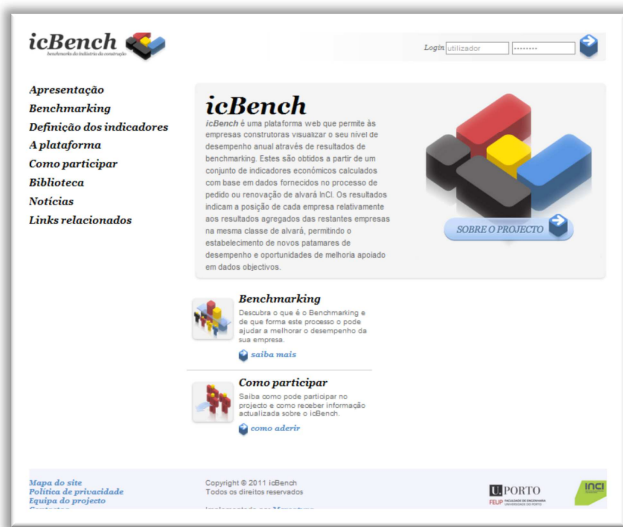 icBench
benchmarks da indústria da construção
Login utilizador ••••••••
Apresentação
Benchmarking
Definição dos indicadores
A plataforma
Como participar
Biblioteca
Notícias
Links relacionados
icBench
icBench é uma plataforma web que permite às
empresas construtoras visualizar o seu nível de
desempenho anual através de resultados de
benchmarking. Estes são obtidos a partir de um
conjunto de indicadores económicos calculados
com base em dados fornecidos no processo de
pedido ou renovação de alvará InCI. Os resultados
indicam a posição de cada empresa relativamente
aos resultados agregados das restantes empresas
na mesma classe de alvará, permitindo o
estabelecimento de novos patamares de
desempenho e oportunidades de melhoria apoiado
em dados objectivos.
SOBRE O PROJECTO
Benchmarking
Descubra o que é o Benchmarking e
de que forma este processo o pode
ajudar a melhorar o desempenho da
sua empresa.
saiba mais
Como participar
Saiba como pode participar no
projecto e como receber informação
actualizada sobre o icBench.
como aderir
Mapa do site
Política de privacidade
Equipa do projecto
Copyright © 2011 icBench
Todos os direitos reservados
U. PORTO
FEUP FACULDADE DE ENGENHARIA
UNIVERSIDADE DO PORTO
INCI